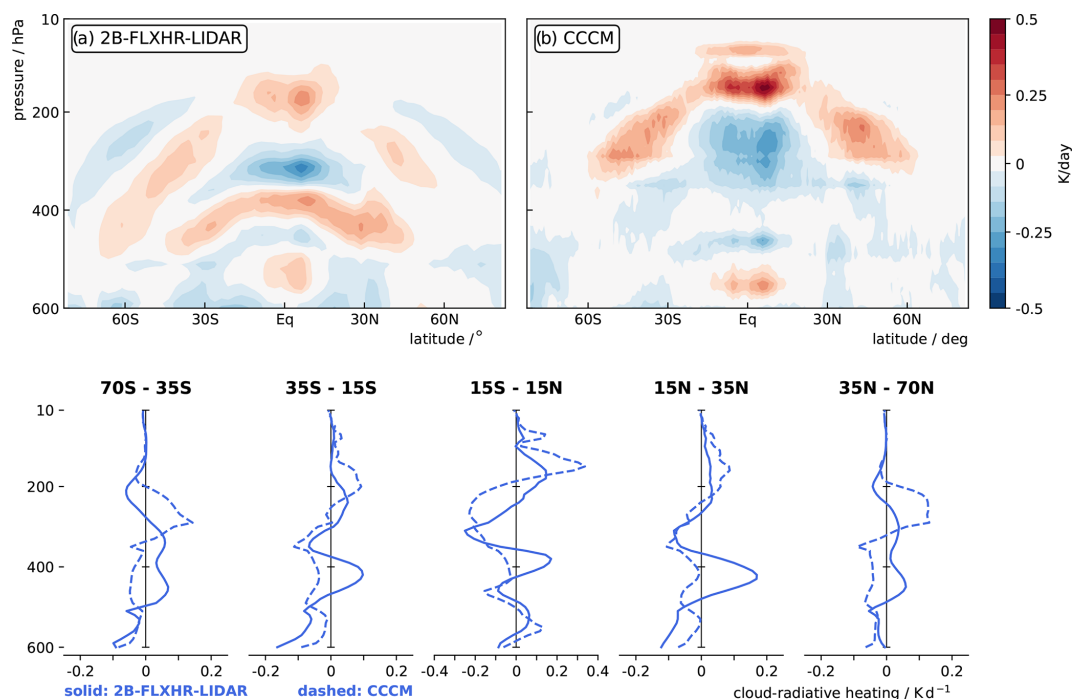 (a) 2B-FLXHR-LIDAR
(b) CCCM
pressure / hPa
10
200
400
600
60S 30S Eq 30N 60N
latitude /°
60S 30S Eq 30N 60N
latitude / deg
0.5
0.25
0
-0.25
-0.5
K/day
70S - 35S
35S - 15S
15S - 15N
15N - 35N
35N - 70N
10
200
400
600
-0.2 0 0.2
-0.2 0 0.2
-0.4 -0.2 0 0.2 0.4
-0.2 0 0.2
-0.2 0 0.2
solid: 2B-FLXHR-LIDAR
dashed: CCCM
cloud-radiative heating / K d⁻¹